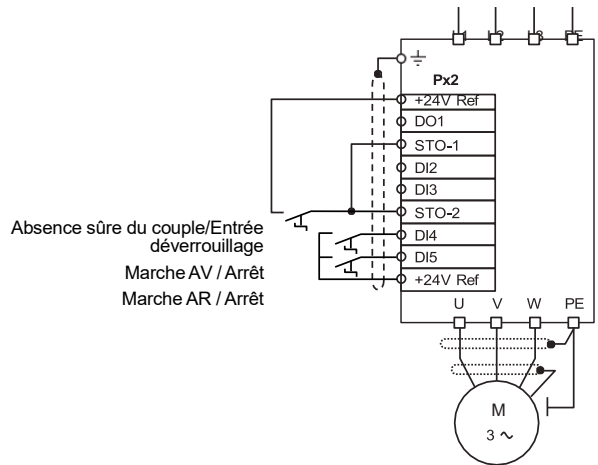 Px2
+24V Ref
DO1
STO-1
DI2
DI3
STO-2
DI4
DI5
+24V Ref
Absence sûre du couple/Entrée
déverrouillage
Marche AV / Arrêt
Marche AR / Arrêt
U V W PE
M
3 ~